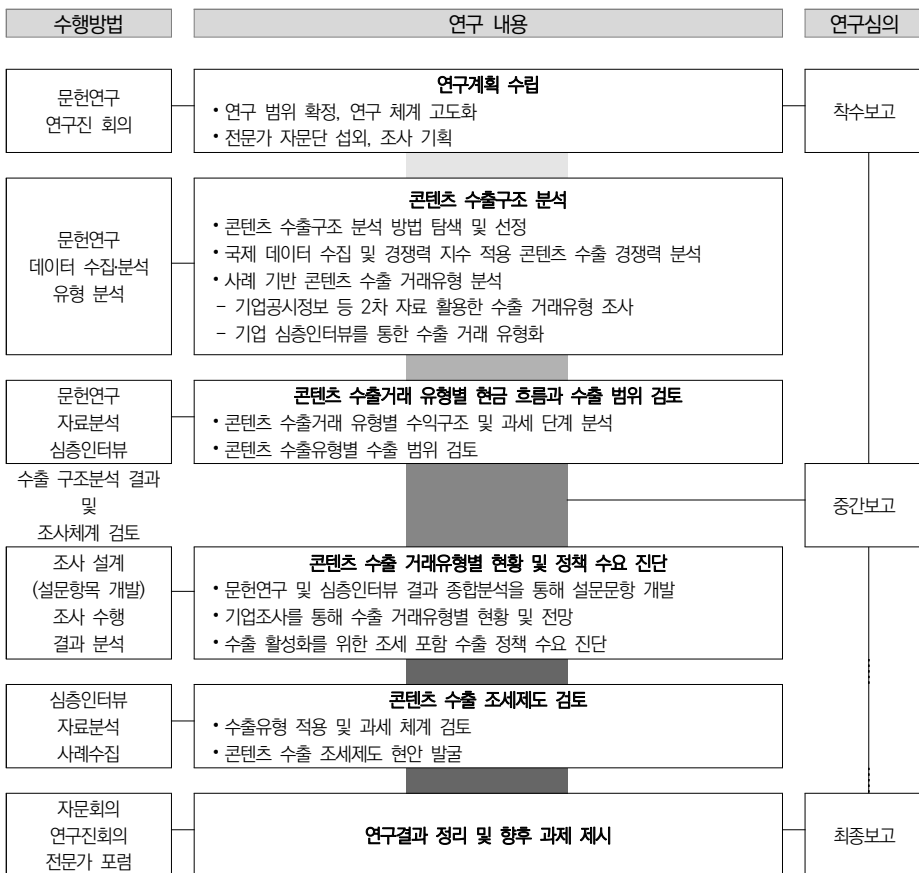 수행방법
연구 내용
연구심의
문헌연구
연구진 회의
연구계획 수립
• 연구 범위 확정, 연구 체계 고도화
• 전문가 자문단 섭외, 조사 기획
착수보고
문헌연구
데이터 수집·분석
유형 분석
콘텐츠 수출구조 분석
• 콘텐츠 수출구조 분석 방법 탐색 및 선정
• 국제 데이터 수집 및 경쟁력 지수 적용 콘텐츠 수출 경쟁력 분석
• 사례 기반 콘텐츠 수출 거래유형 분석
- 기업공시정보 등 2차 자료 활용한 수출 거래유형 조사
- 기업 심층인터뷰를 통한 수출 거래 유형화
문헌연구
자료분석
심층인터뷰
콘텐츠 수출거래 유형별 현금 흐름과 수출 범위 검토
• 콘텐츠 수출거래 유형별 수익구조 및 과세 단계 분석
• 콘텐츠 수출유형별 수출 범위 검토
수출 구조분석 결과
및
조사체계 검토
중간보고
조사 설계
(설문항목 개발)
조사 수행
결과 분석
콘텐츠 수출 거래유형별 현황 및 정책 수요 진단
• 문헌연구 및 심층인터뷰 결과 종합분석을 통해 설문문항 개발
• 기업조사를 통해 수출 거래유형별 현황 및 전망
• 수출 활성화를 위한 조세 포함 수출 정책 수요 진단
심층인터뷰
자료분석
사례수집
콘텐츠 수출 조세제도 검토
• 수출유형 적용 및 과세 체계 검토
• 콘텐츠 수출 조세제도 현안 발굴
자문회의
연구진회의
전문가 포럼
연구결과 정리 및 향후 과제 제시
최종보고